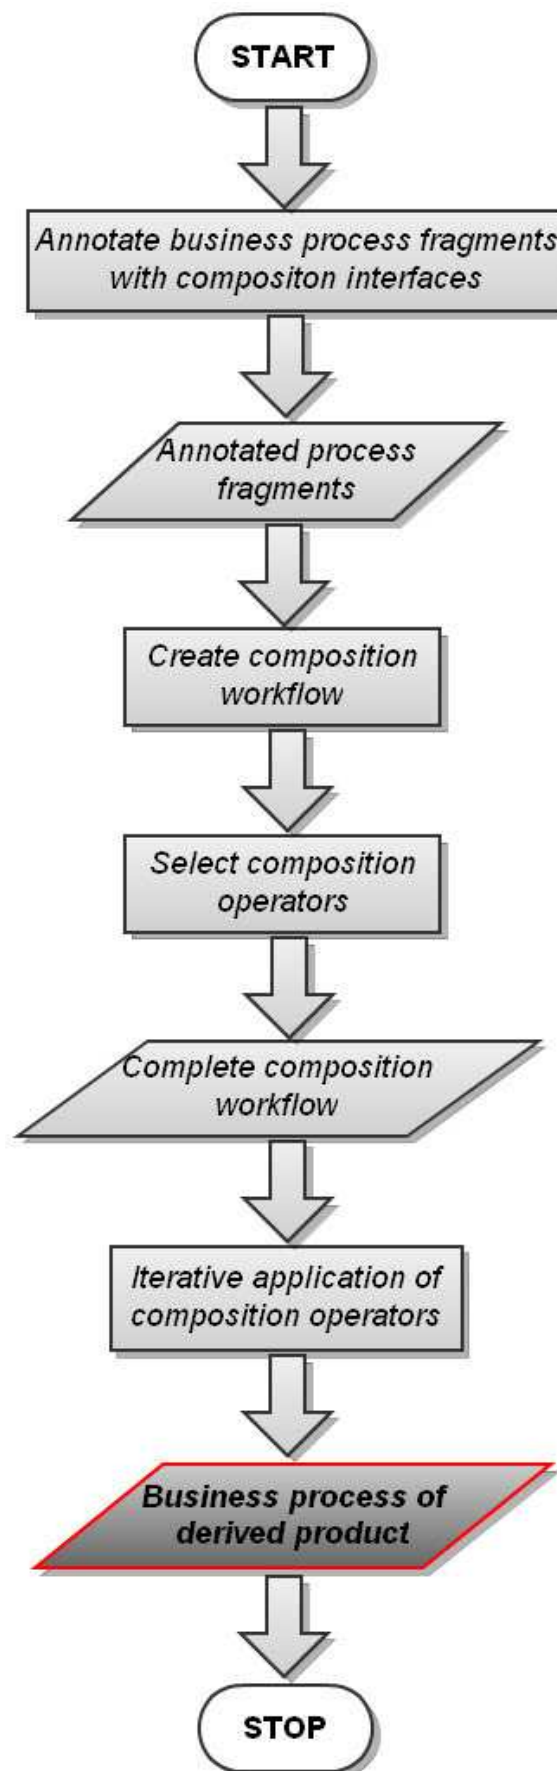 START
Annotate business process fragments
with compositon interfaces
Annotated process
fragments
Create composition
workflow
Select composition
operators
Complete composition
workflow
Iterative application of
composition operators
Business process of
derived product
STOP